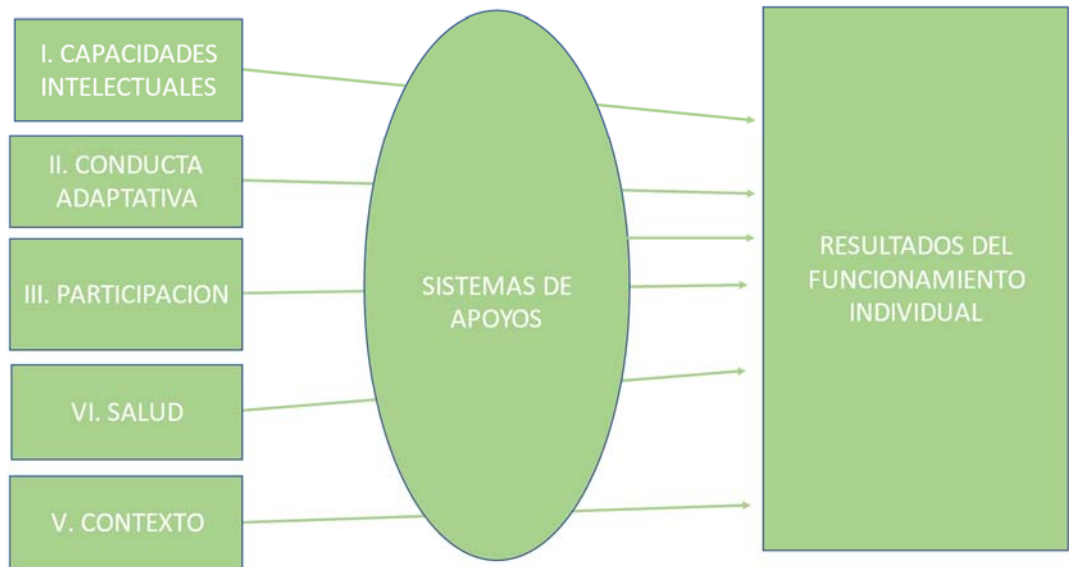 I. CAPACIDADES
INTELECTUALES
II. CONDUCTA
ADAPTATIVA
III. PARTICIPACION
VI. SALUD
V. CONTEXTO
SISTEMAS DE
APOYOS
RESULTADOS DEL
FUNCIONAMIENTO
INDIVIDUAL